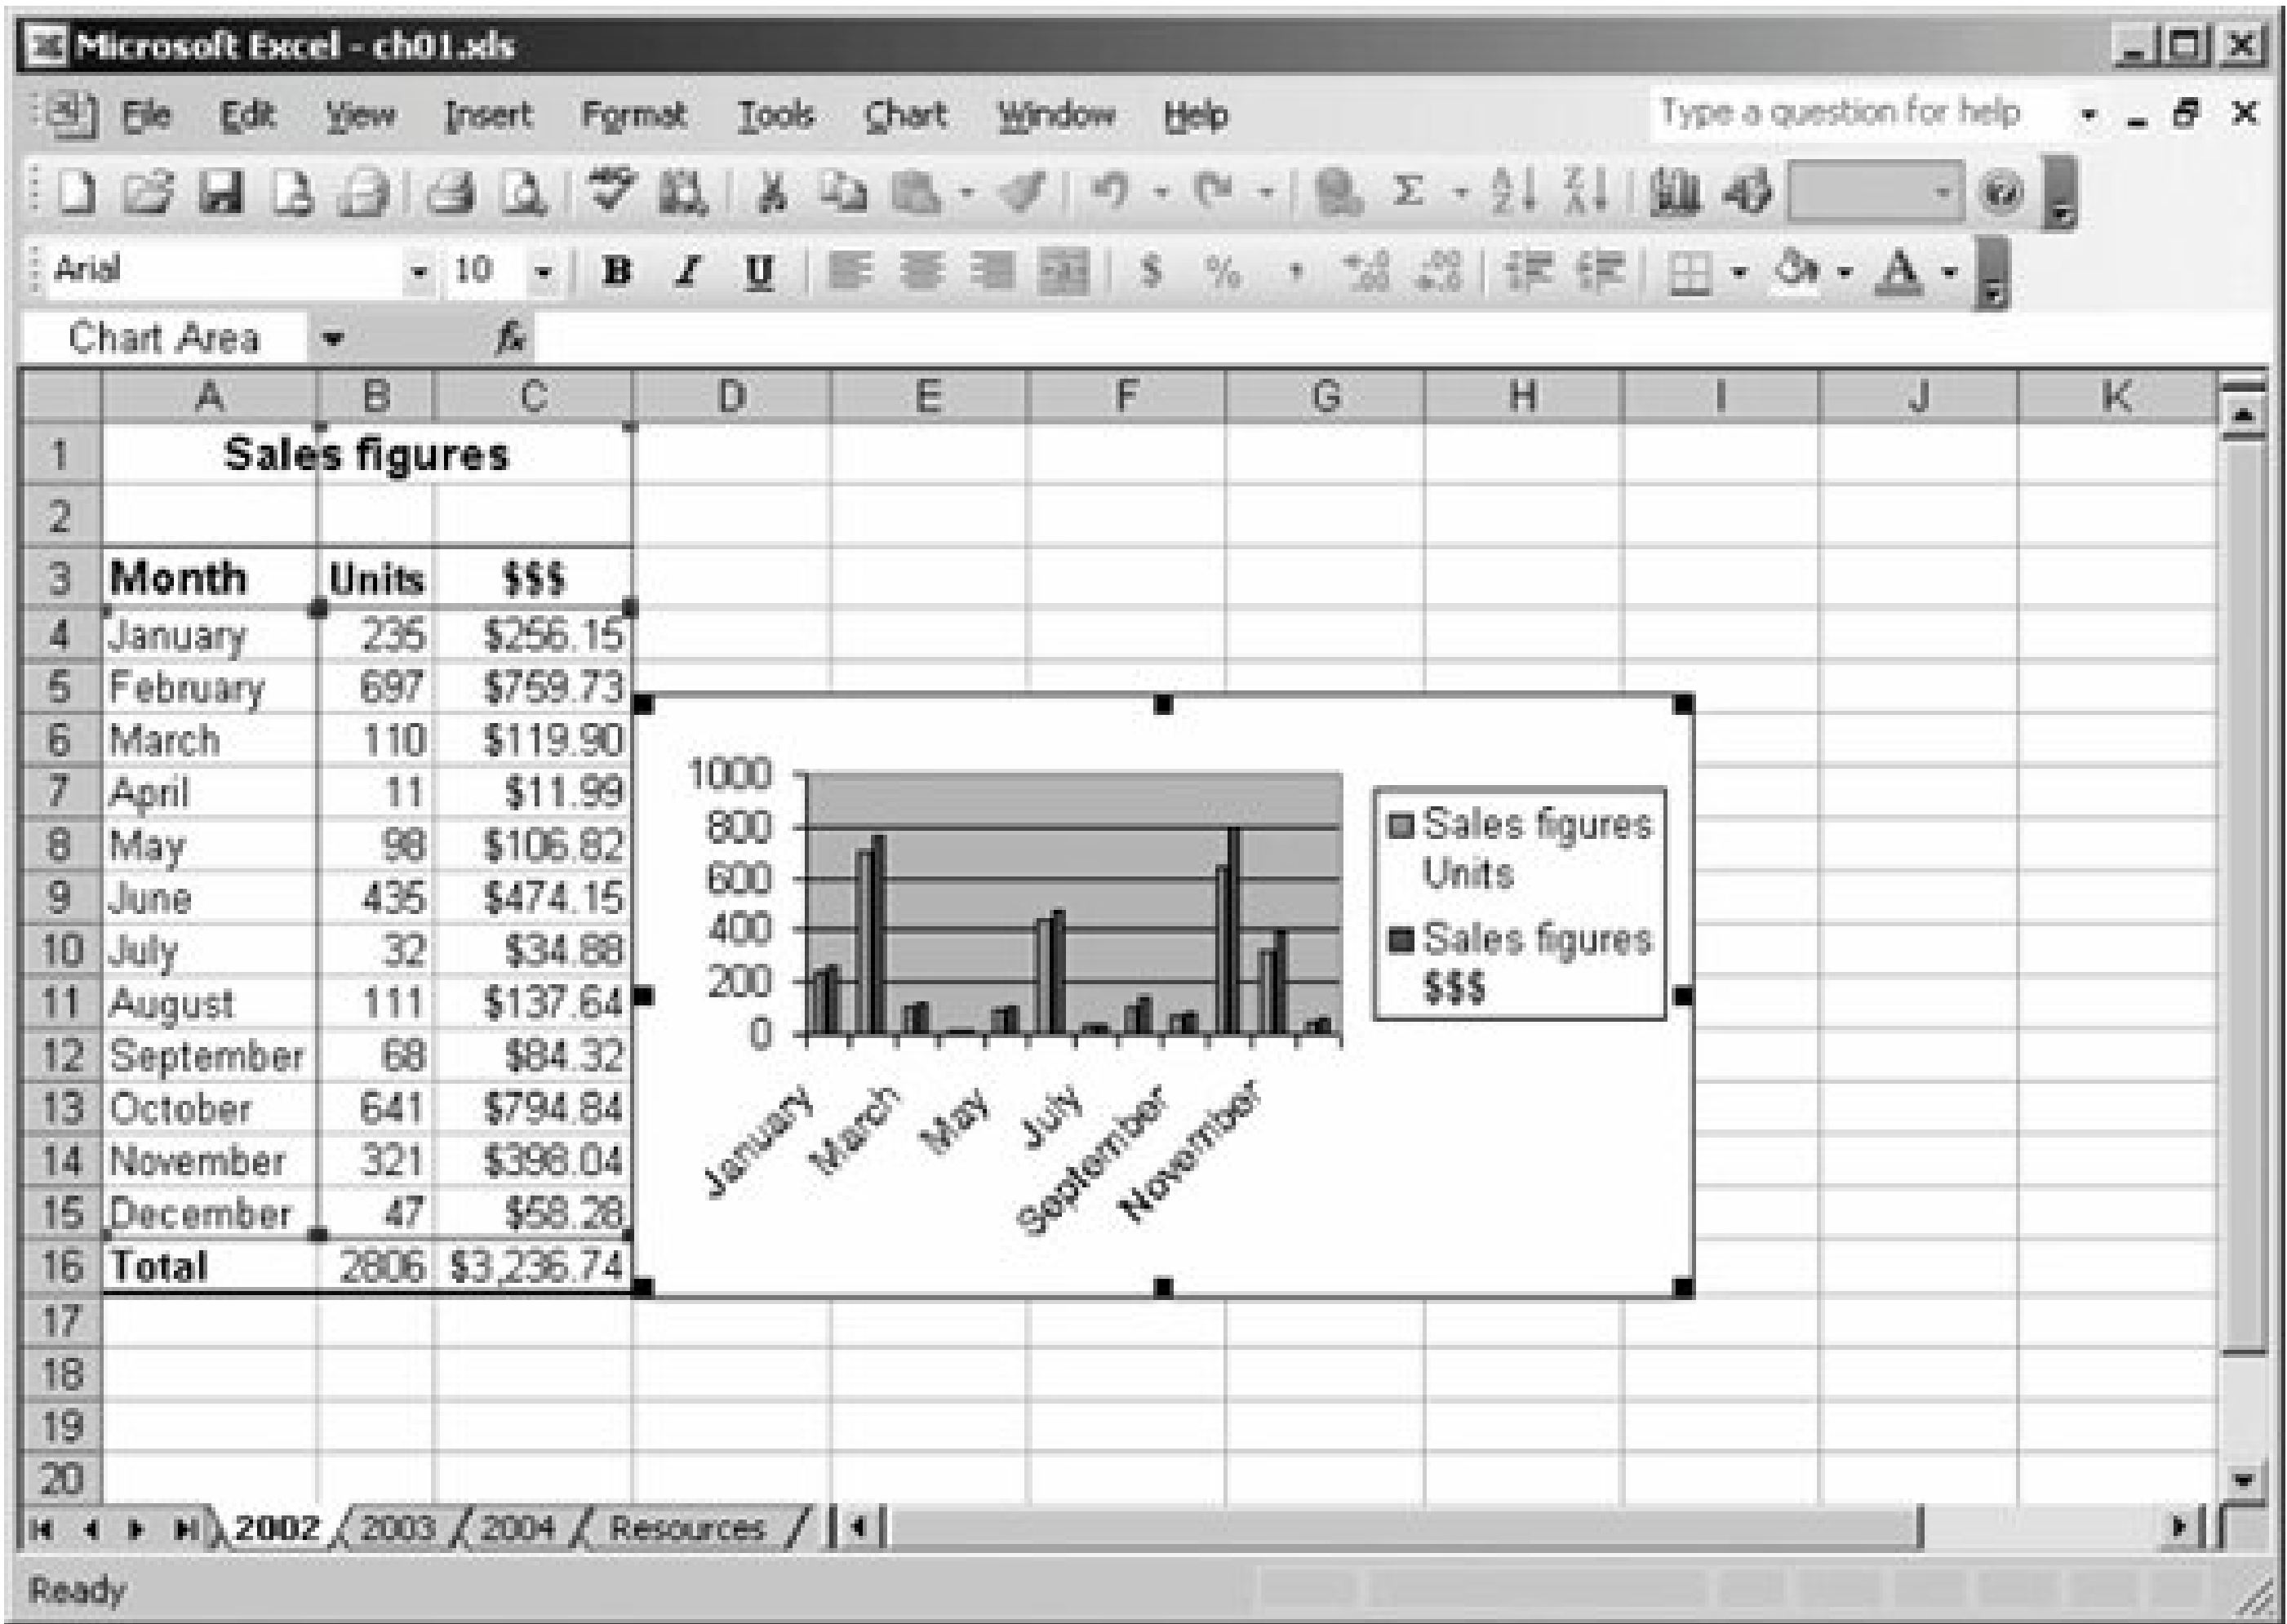 Microsoft Excel - ch01.xls
File Edit View Insert Format Tools Chart Window Help Type a question for help
Arial 10 B I U $ % ,
Chart Area fx
A B C D E F G H I J K
1 Sales figures
2
3 Month Units $$$
4 January 235 $256.15
5 February 697 $759.73
6 March 110 $119.90
7 April 11 $11.99
8 May 98 $106.82
9 June 435 $474.15
10 July 32 $34.88
11 August 111 $137.64
12 September 68 $84.32
13 October 641 $794.84
14 November 321 $398.04
15 December 47 $58.28
16 Total 2806 $3,236.74
17
18
19
20
1000
800
600
400
200
0
January March May July September November
Sales figures
Units
Sales figures
$$$
2002 2003 2004 Resources
Ready